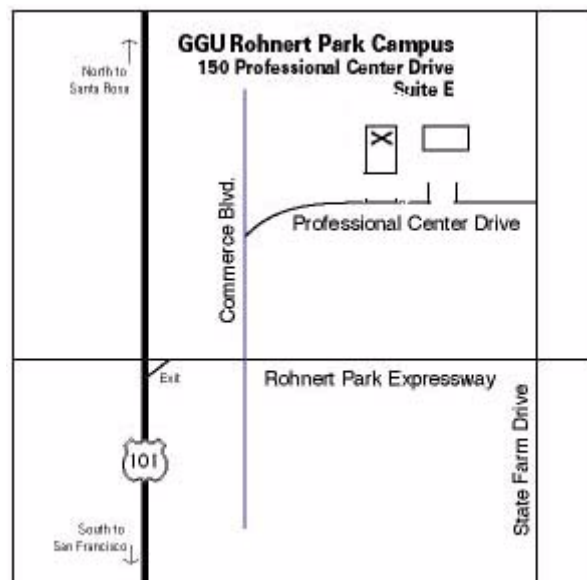 GGU Rohnert Park Campus
150 Professional Center Drive
Suite E
North to
Santa Rosa
Commerce Blvd.
Professional Center Drive
Exit
Rohnert Park Expressway
State Farm Drive
101
South to
San Francisco